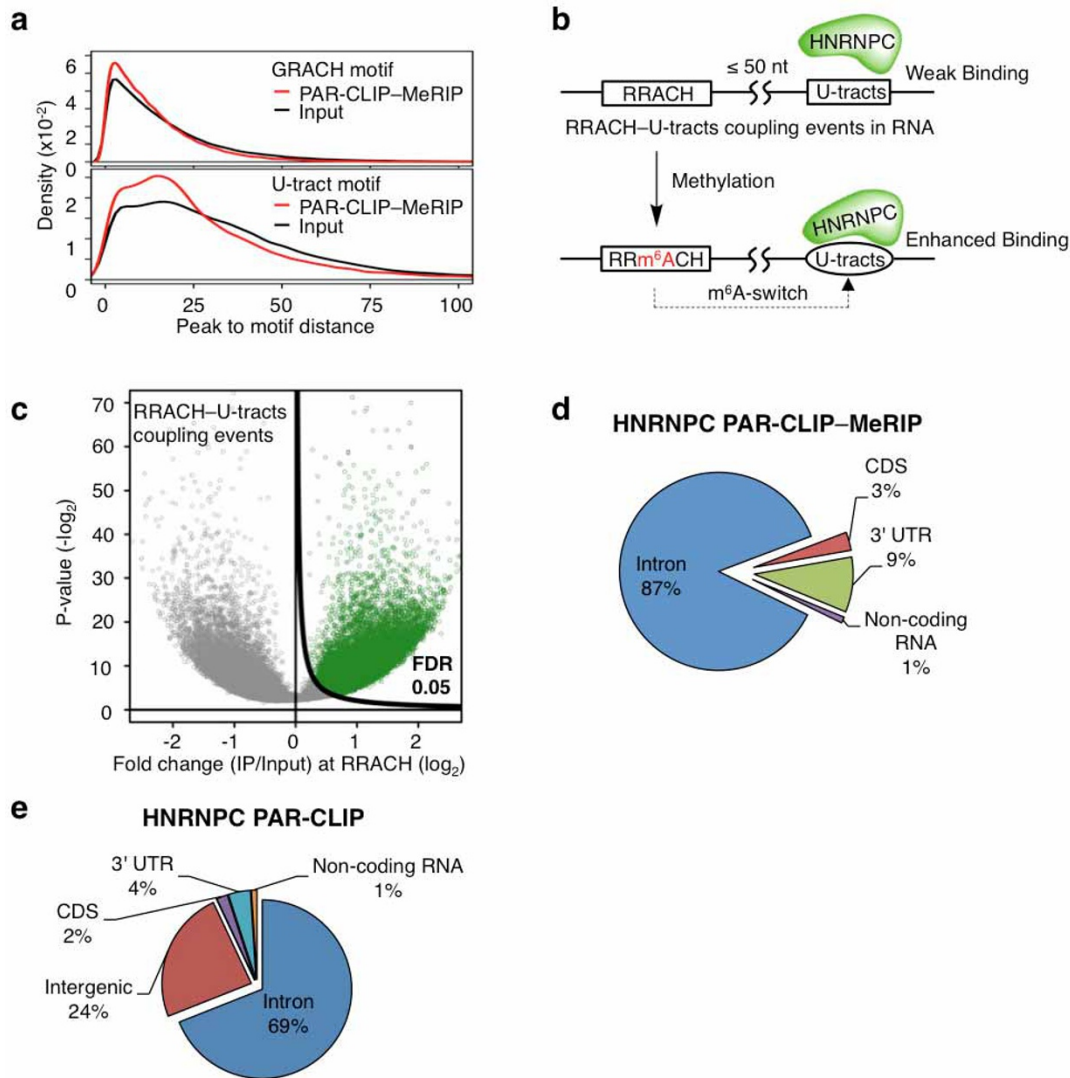 a
6
4
2
0
GRACH motif
PAR-CLIP–MeRIP
Input
2
1
0
U-tract motif
PAR-CLIP–MeRIP
Input
Density (x10-2)
0 25 50 75 100
Peak to motif distance
b
HNRNPC
≤ 50 nt
Weak Binding
RRACH
U-tracts
RRACH–U-tracts coupling events in RNA
Methylation
HNRNPC
Enhanced Binding
RRm6ACH
U-tracts
m6A-switch
c
RRACH–U-tracts
coupling events
70
60
50
40
30
20
10
0
P-value (-log2)
FDR
0.05
-2 -1 0 1 2
Fold change (IP/Input) at RRACH (log2)
d
HNRNPC PAR-CLIP–MeRIP
CDS
3%
3' UTR
9%
Intron
87%
Non-coding
RNA
1%
e
HNRNPC PAR-CLIP
3' UTR
4%
Non-coding RNA
1%
CDS
2%
Intergenic
24%
Intron
69%